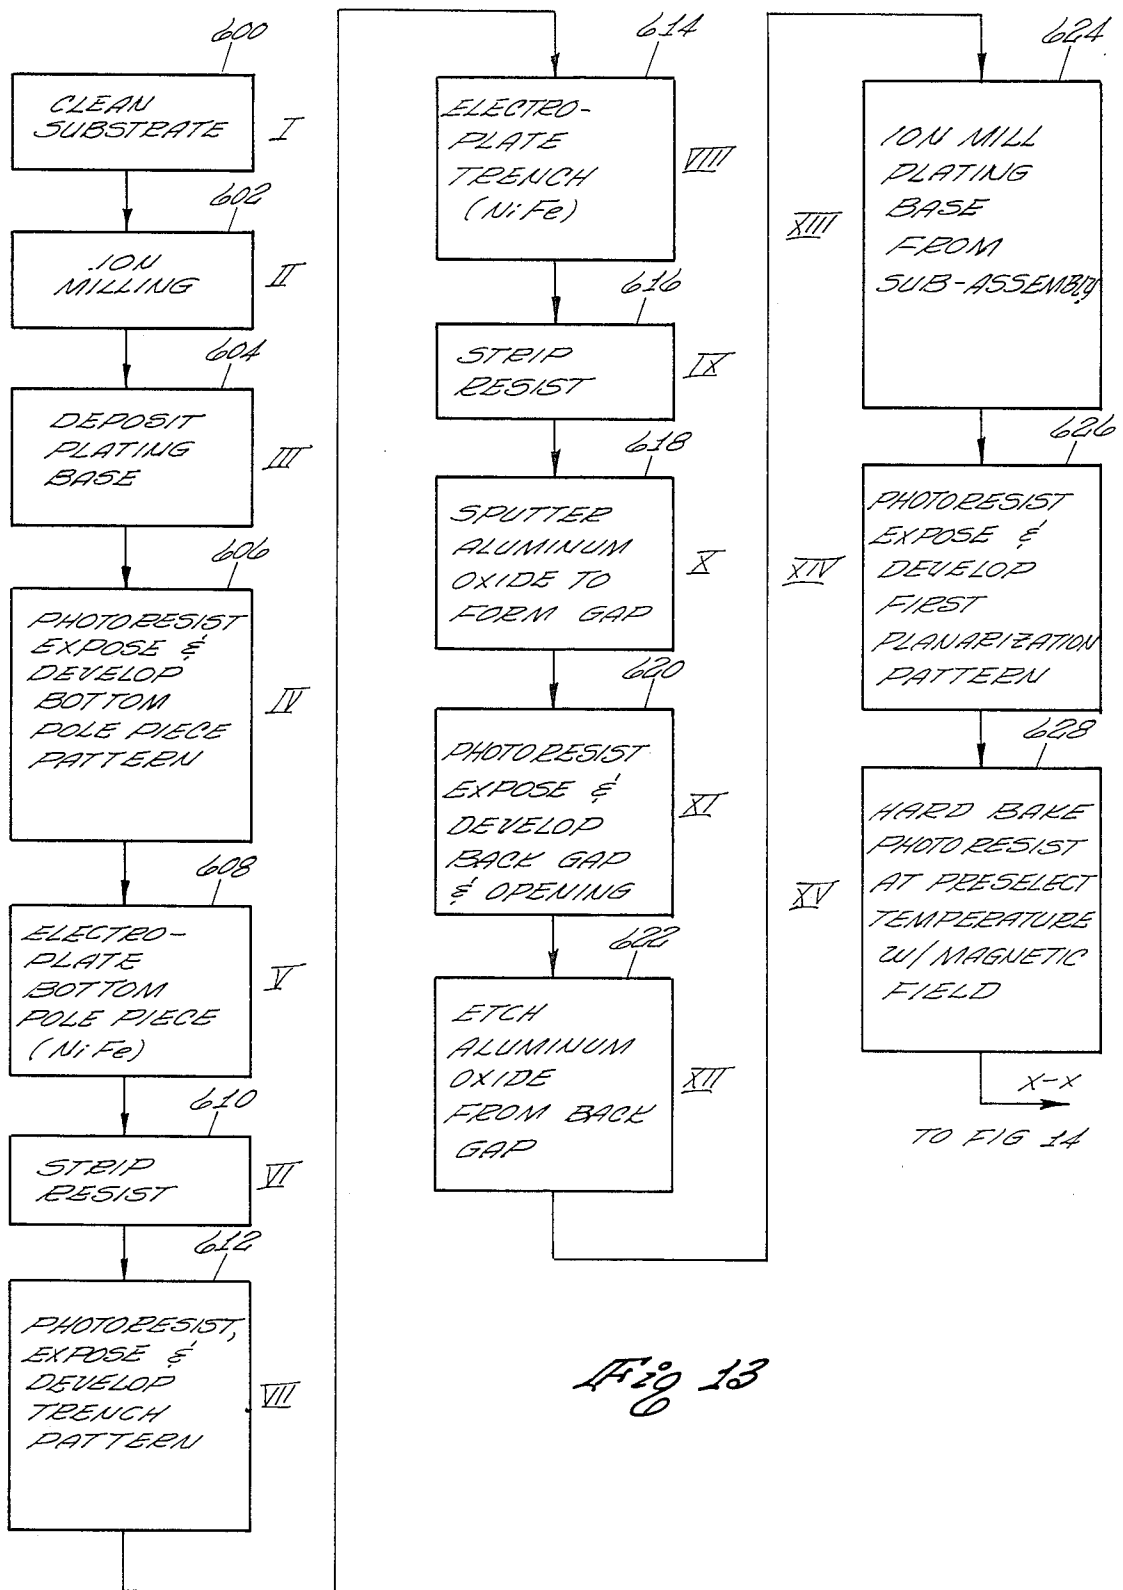 600
CLEAN
SUBSTRATE
I
602
ION
MILLING
II
604
DEPOSIT
PLATING
BASE
III
606
PHOTORESIST
EXPOSE &
DEVELOP
BOTTOM
POLE PIECE
PATTERN
IV
608
ELECTRO-
PLATE
BOTTOM
POLE PIECE
(NiFe)
V
610
STRIP
RESIST
VI
612
PHOTORESIST,
EXPOSE &
DEVELOP
TRENCH
PATTERN
VII
614
ELECTRO-
PLATE
TRENCH
(NiFe)
VIII
616
STRIP
RESIST
IX
618
SPUTTER
ALUMINUM
OXIDE TO
FORM GAP
X
620
PHOTORESIST
EXPOSE &
DEVELOP
BACK GAP
& OPENING
XI
622
ETCH
ALUMINUM
OXIDE
FROM BACK
GAP
XII
624
ION MILL
PLATING
BASE
FROM
SUB-ASSEMBLY
XIII
626
PHOTORESIST
EXPOSE &
DEVELOP
FIRST
PLANARIZATION
PATTERN
XIV
628
HARD BAKE
PHOTO RESIST
AT PRESELECT
TEMPERATURE
W/ MAGNETIC
FIELD
XV
X-X
TO FIG 14
Fig 13